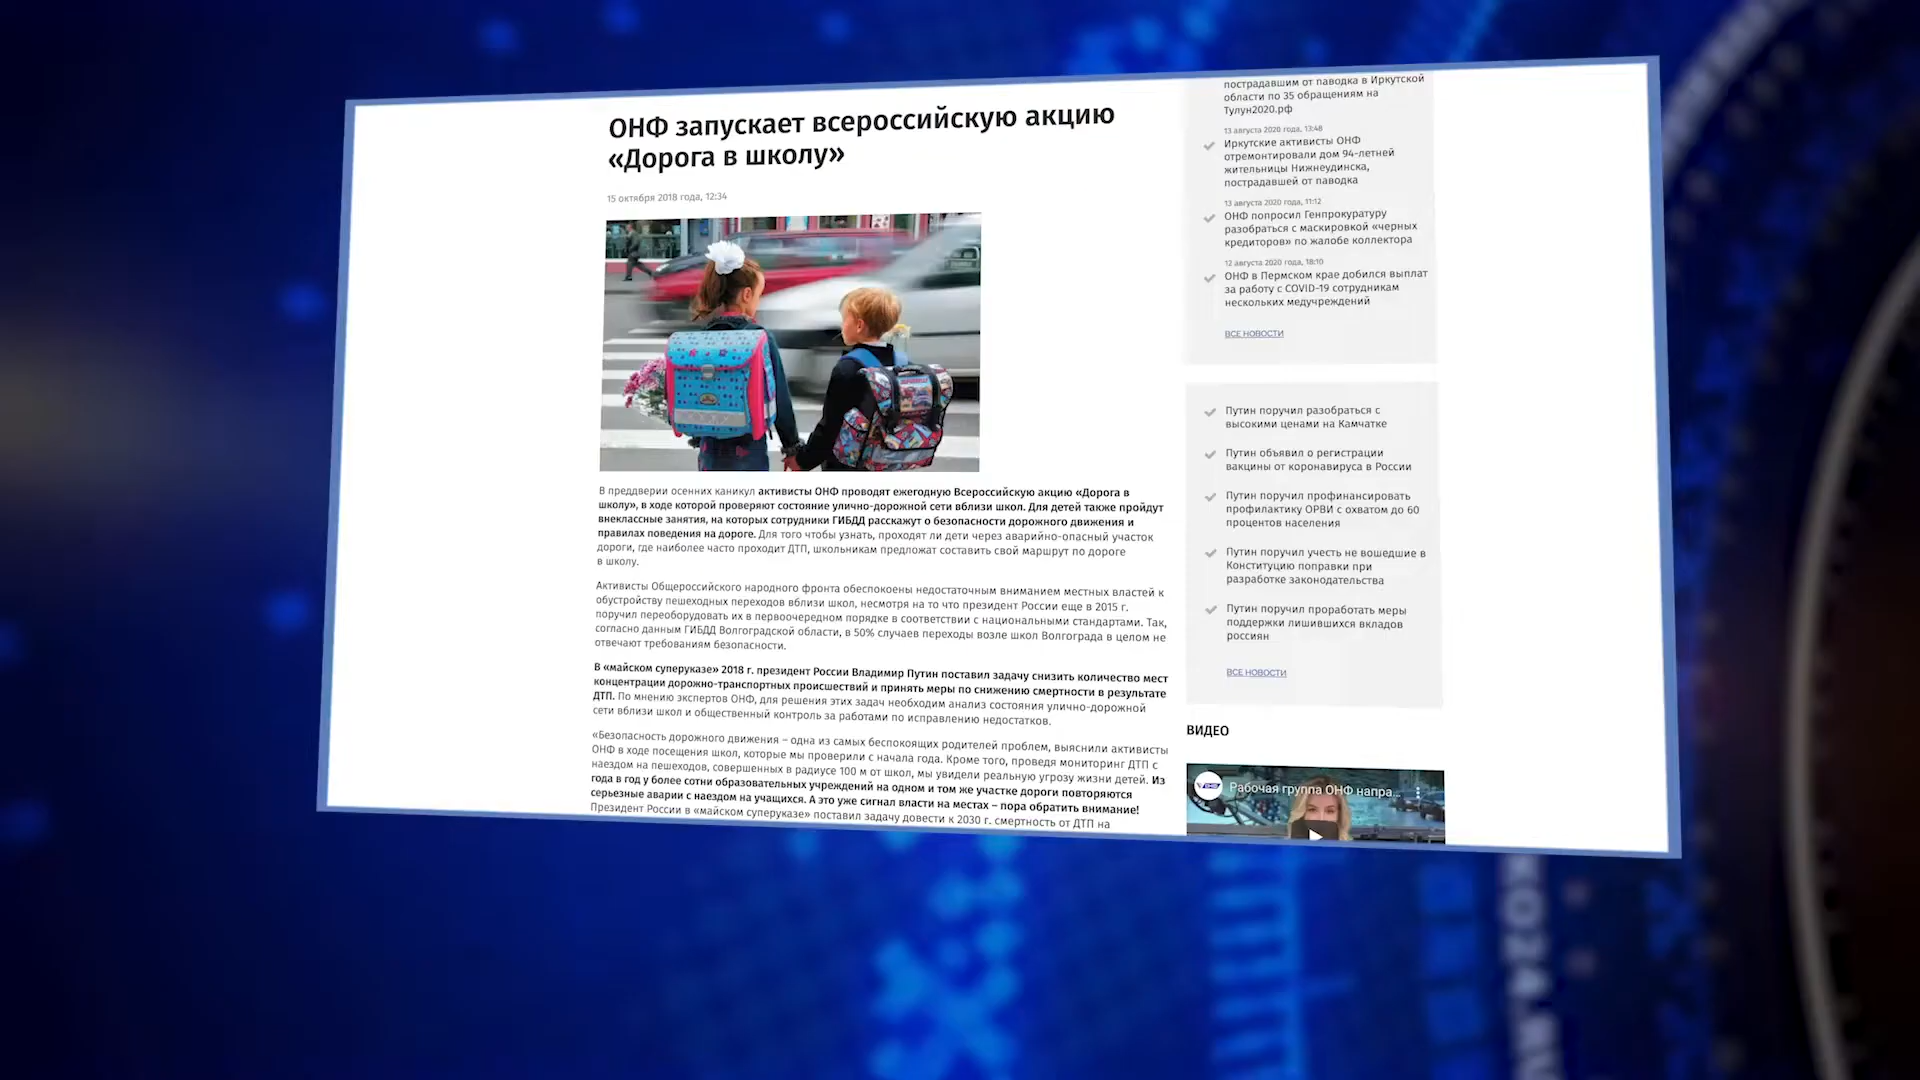 ОНФ запускает всероссийскую акцию
«Дорога в школу»
15 октября 2018 года, 12:34
В преддверии осенних каникул активисты ОНФ проводят ежегодную Всероссийскую акцию «Дорога в
школу», в ходе которой проверяют состояние улично-дорожной сети вблизи школ. Для детей также пройдут
внеклассные занятия, на которых сотрудники ГИБДД расскажут о безопасности дорожного движения и
правилах поведения на дороге. Для того чтобы узнать, проходят ли дети через аварийно-опасный участок
дороги, где наиболее часто проходит ДТП, школьникам предложат составить свой маршрут по дороге
в школу.
Активисты Общероссийского народного фронта обеспокоены недостаточным вниманием местных властей к
обустройству пешеходных переходов вблизи школ, несмотря на то что президент России еще в 2015 г.
поручил переоборудовать их в первоочередном порядке в соответствии с национальными стандартами. Так,
согласно данным ГИБДД Волгоградской области, в 50% случаев переходы возле школ Волгограда в целом не
отвечают требованиям безопасности.
В «майском суперуказе» 2018 г. президент России Владимир Путин поставил задачу снизить количество мест
концентрации дорожно-транспортных происшествий и принять меры по снижению смертности в результате
ДТП. По мнению экспертов ОНФ, для решения этих задач необходим анализ состояния улично-дорожной
сети вблизи школ и общественный контроль за работами по исправлению недостатков.
«Безопасность дорожного движения – одна из самых беспокоящих родителей проблем, выяснили активисты
ОНФ в ходе посещения школ, которые мы проверили с начала года. Кроме того, проведя мониторинг ДТП с
наездом на пешеходов, совершенных в радиусе 100 м от школ, мы увидели реальную угрозу жизни детей. Из
года в год у более сотни образовательных учреждений на одном и том же участке дороги повторяются
серьезные аварии с наездом на учащихся. А это уже сигнал власти на местах – пора обратить внимание!
Президент России в «майском суперуказе» поставил задачу довести к 2030 г. смертность от ДТП на
пострадавшим от паводка в Иркутской
области по 35 обращениям на
Тулун2020.рф
13 августа 2020 года, 13:48
Иркутские активисты ОНФ
отремонтировали дом 94-летней
жительницы Нижнеудинска,
пострадавшей от паводка
13 августа 2020 года, 11:12
ОНФ попросил Генпрокуратуру
разобраться с маскировкой «черных
кредиторов» по жалобе коллектора
12 августа 2020 года, 18:10
ОНФ в Пермском крае добился выплат
за работу с COVID-19 сотрудникам
нескольких медучреждений
ВСЕ НОВОСТИ
Путин поручил разобраться с
высокими ценами на Камчатке
Путин объявил о регистрации
вакцины от коронавируса в России
Путин поручил профинансировать
профилактику ОРВИ с охватом до 60
процентов населения
Путин поручил учесть не вошедшие в
Конституцию поправки при
разработке законодательства
Путин поручил проработать меры
поддержки лишившихся вкладов
россиян
ВСЕ НОВОСТИ
ВИДЕО
Рабочая группа ОНФ напра...